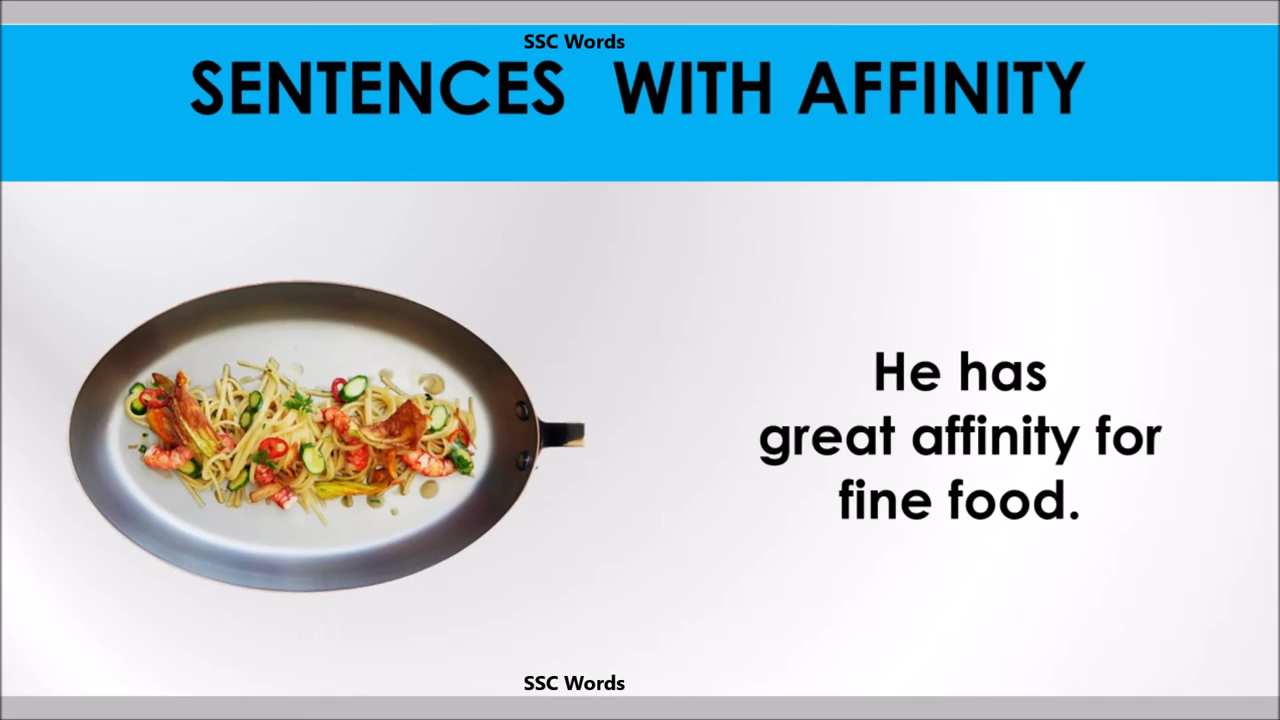 SSC Words
SENTENCES WITH AFFINITY
He has
great affinity for
fine food.
SSC Words